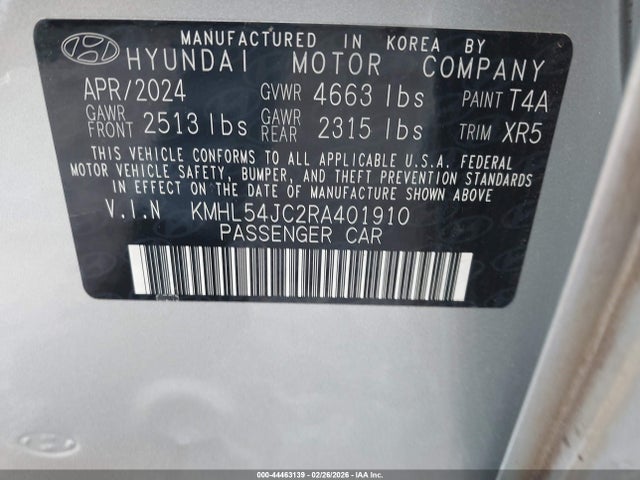 MANUFACTURED IN KOREA BY
HYUNDAI MOTOR COMPANY
APR/2024 GVWR 4663 lbs PAINT T4A
GAWR FRONT 2513 lbs GAWR REAR 2315 lbs TRIM XR5
THIS VEHICLE CONFORMS TO ALL APPLICABLE U.S.A. FEDERAL
MOTOR VEHICLE SAFETY, BUMPER, AND THEFT PREVENTION STANDARDS
IN EFFECT ON THE DATE OF MANUFACTURE SHOWN ABOVE
V.I.N KMHL54JC2RA401910
PASSENGER CAR
000-44463139 02/26/2026 IAA Inc.